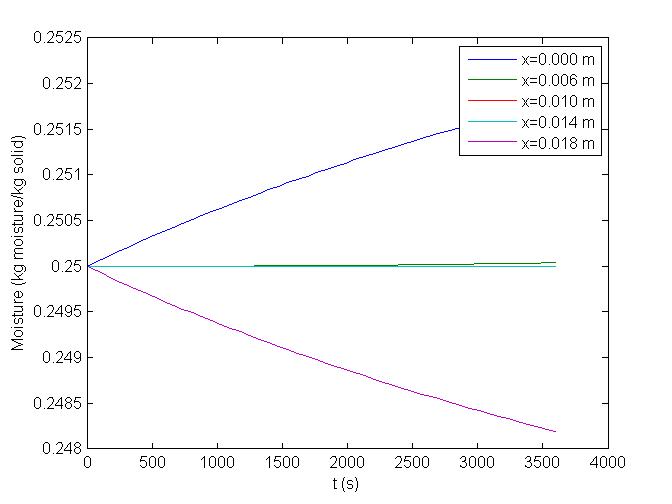 0.2525
0.252
0.2515
0.251
0.2505
0.25
0.2495
0.249
0.2485
0.248
Moisture (kg moisture/kg solid)
x=0.000 m
x=0.006 m
x=0.010 m
x=0.014 m
x=0.018 m
0 500 1000 1500 2000 2500 3000 3500 4000
t (s)